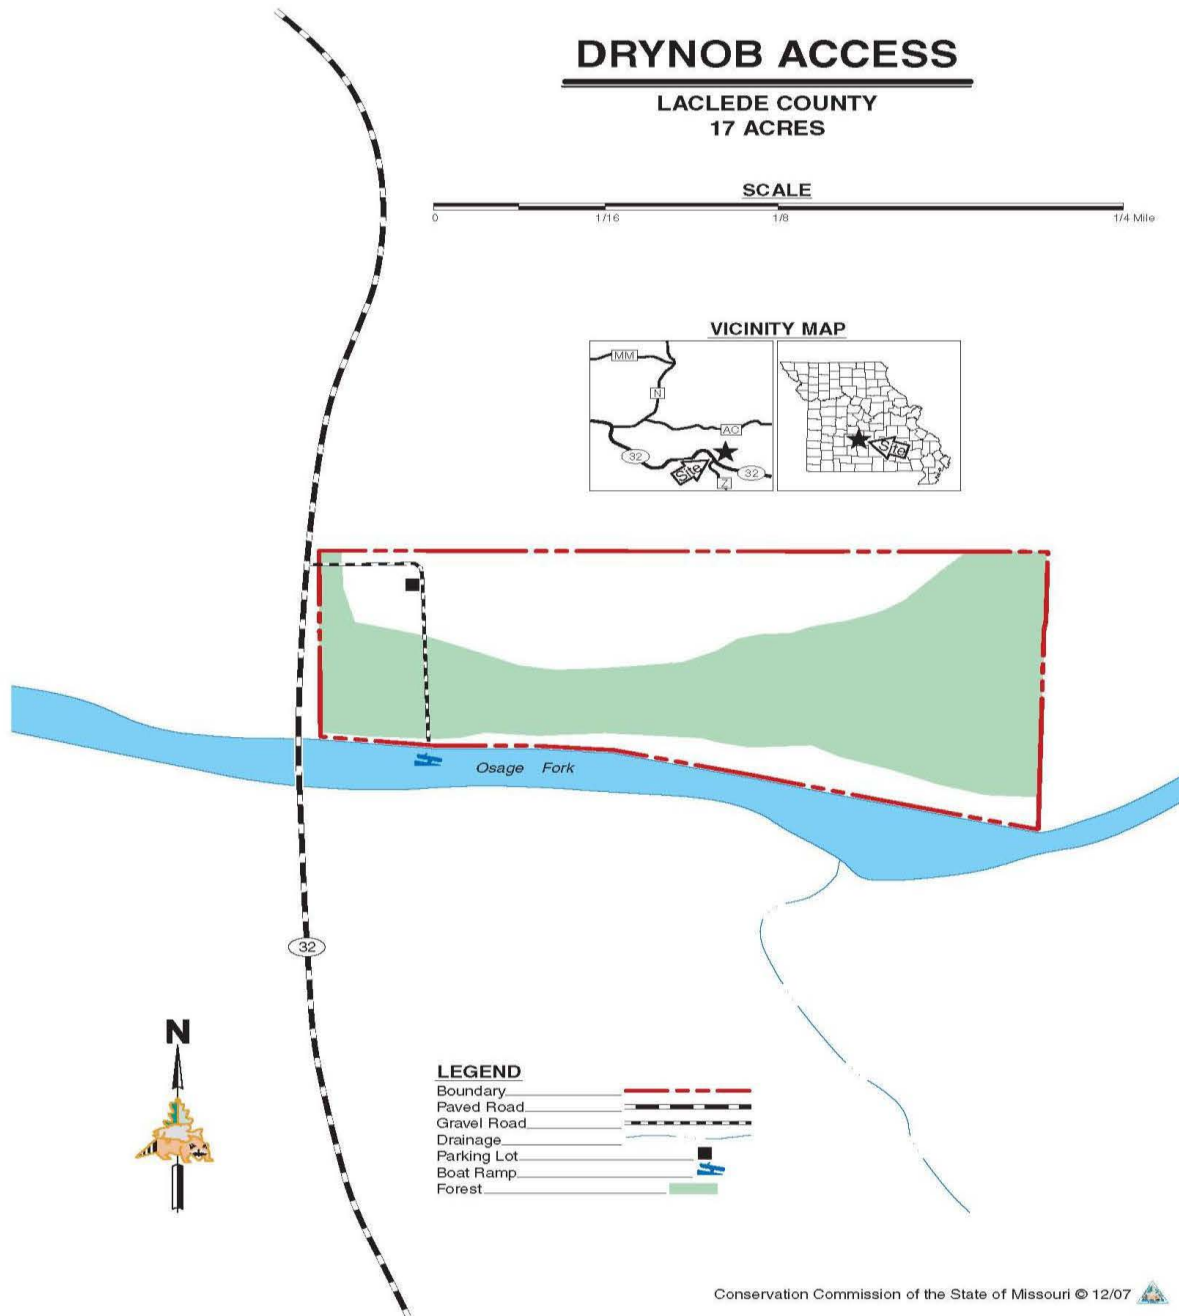 DRYNOB ACCESS
LACLEDE COUNTY
17 ACRES
SCALE
0 1/16 1/8 1/4 Mile
VICINITY MAP
MM
N
AC
32
Site
32
Z
Site
Osage Fork
32
N
LEGEND
Boundary
Paved Road
Gravel Road
Drainage
Parking Lot
Boat Ramp
Forest
Conservation Commission of the State of Missouri © 12/07